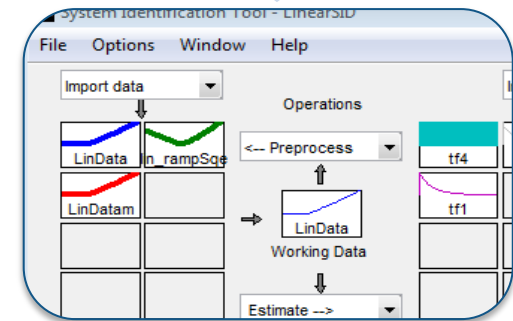 System Identification Tool - LinearSID
File Options Window Help
Import data
Operations
LinData
in_rampSqe
<-- Preprocess
tf4
LinDatam
LinData
tf1
Working Data
Estimate -->